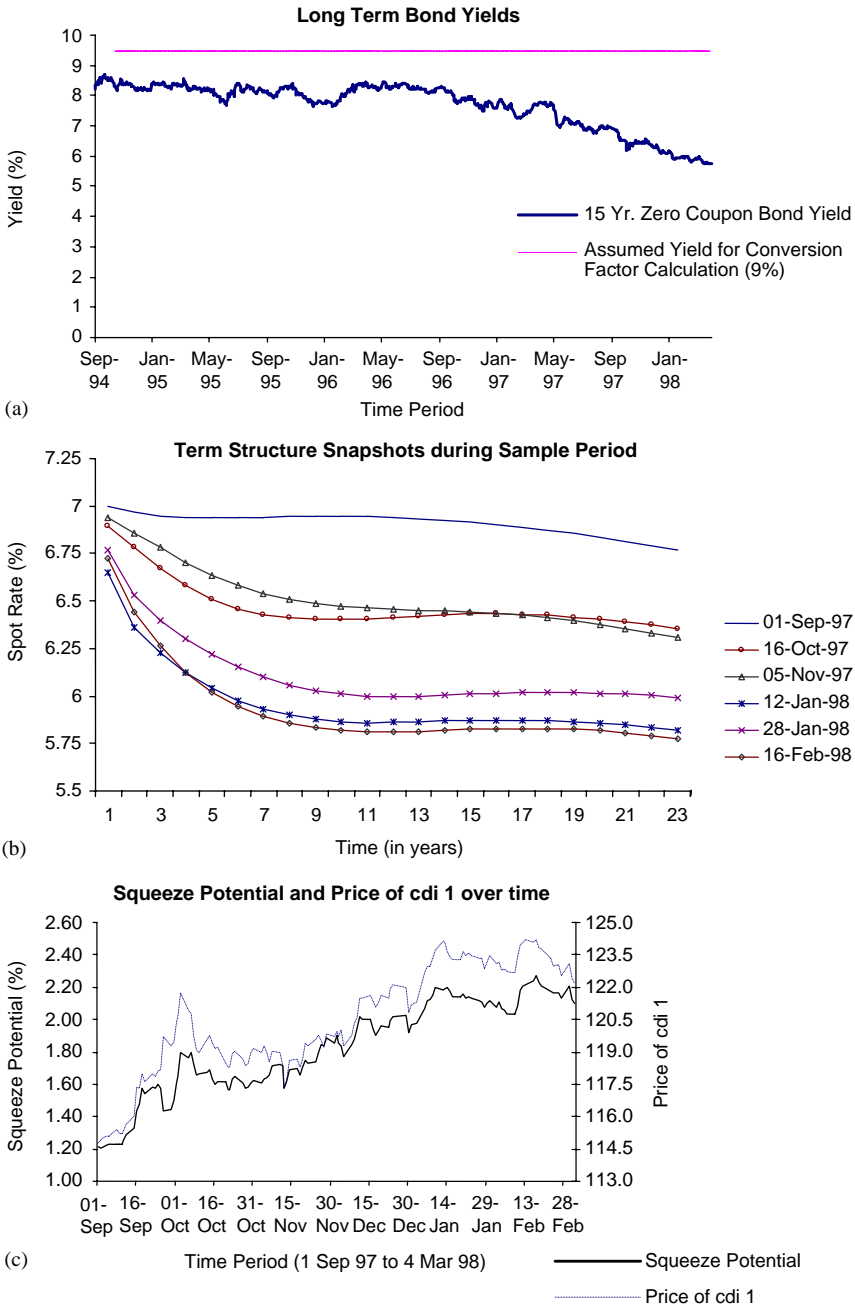 Long Term Bond Yields
10
9
8
7
6
5
4
3
2
1
0
Yield (%)
15 Yr. Zero Coupon Bond Yield
Assumed Yield for Conversion
Factor Calculation (9%)
Sep- Jan- May- Sep- Jan- May- Sep- Jan- May- Sep Jan-
94 95 95 95 96 96 96 97 97 97 98
(a)
Time Period
Term Structure Snapshots during Sample Period
7.25
7
6.75
6.5
6.25
6
5.75
5.5
Spot Rate (%)
01-Sep-97
16-Oct-97
05-Nov-97
12-Jan-98
28-Jan-98
16-Feb-98
1 3 5 7 9 11 13 15 17 19 21 23
(b)
Time (in years)
Squeeze Potential and Price of cdi 1 over time
2.60
2.40
2.20
2.00
1.80
1.60
1.40
1.20
1.00
Squeeze Potential (%)
125.0
123.5
122.0
120.5
119.0
117.5
116.0
114.5
113.0
Price of cdi 1
01- 16- 01- 16- 31- 15- 30- 15- 30- 14- 29- 13- 28-
Sep Sep Oct Oct Oct Nov Nov Dec Dec Jan Jan Feb Feb
(c)
Time Period (1 Sep 97 to 4 Mar 98)
Squeeze Potential
Price of cdi 1